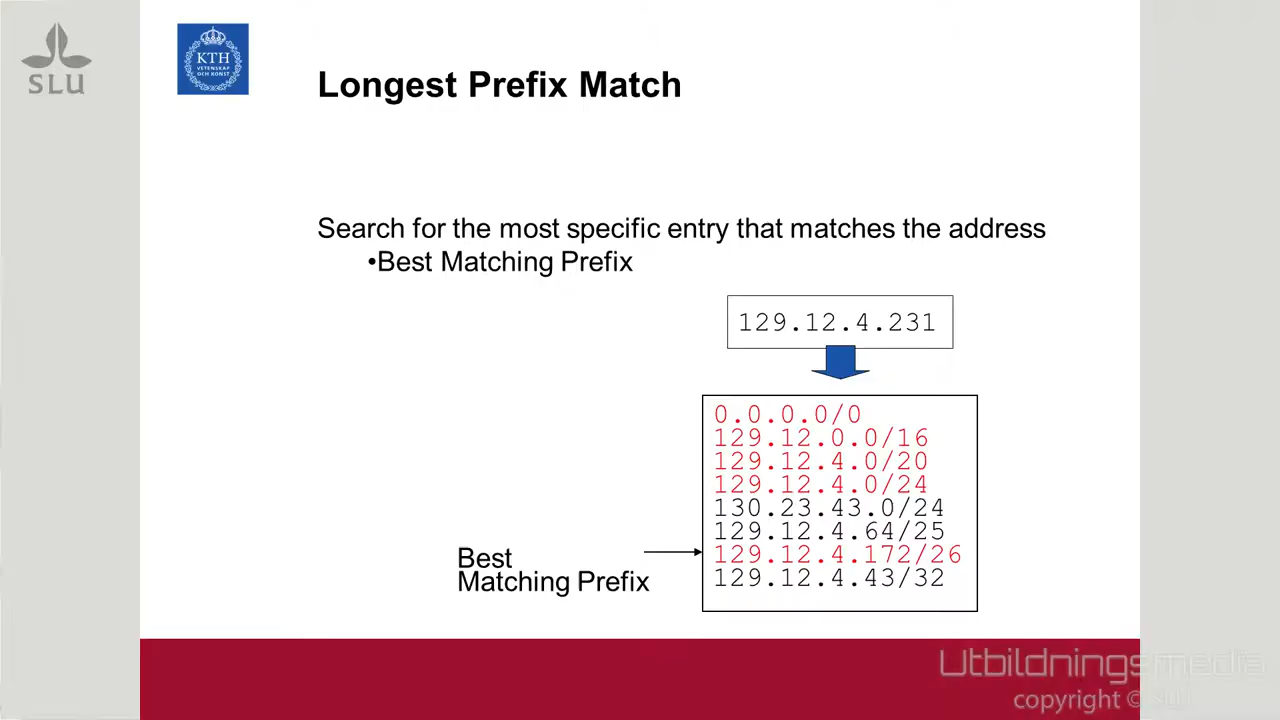 SLU
KTH
VETENSKAP
OCH KONST
Longest Prefix Match
Search for the most specific entry that matches the address
•Best Matching Prefix
129.12.4.231
0.0.0.0/0
129.12.0.0/16
129.12.4.0/20
129.12.4.0/24
130.23.43.0/24
129.12.4.64/25
129.12.4.172/26
129.12.4.43/32
Best
Matching Prefix
Utbildningsmedia
copyright © SLU